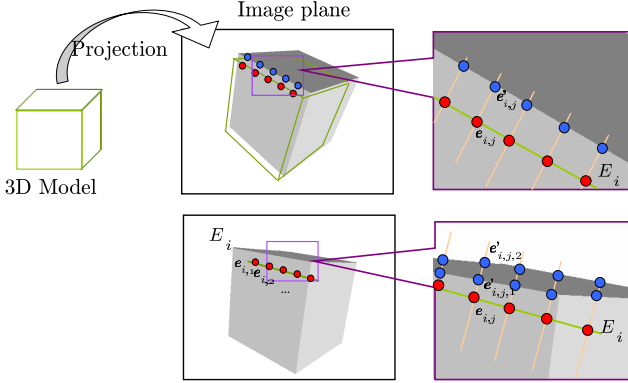 Image plane
Projection
3D Model
e'i,j
ei,j
Ei
Ei
ei,1
ei,2
...
e'i,j,2
e'i,j,1
ei,j
Ei